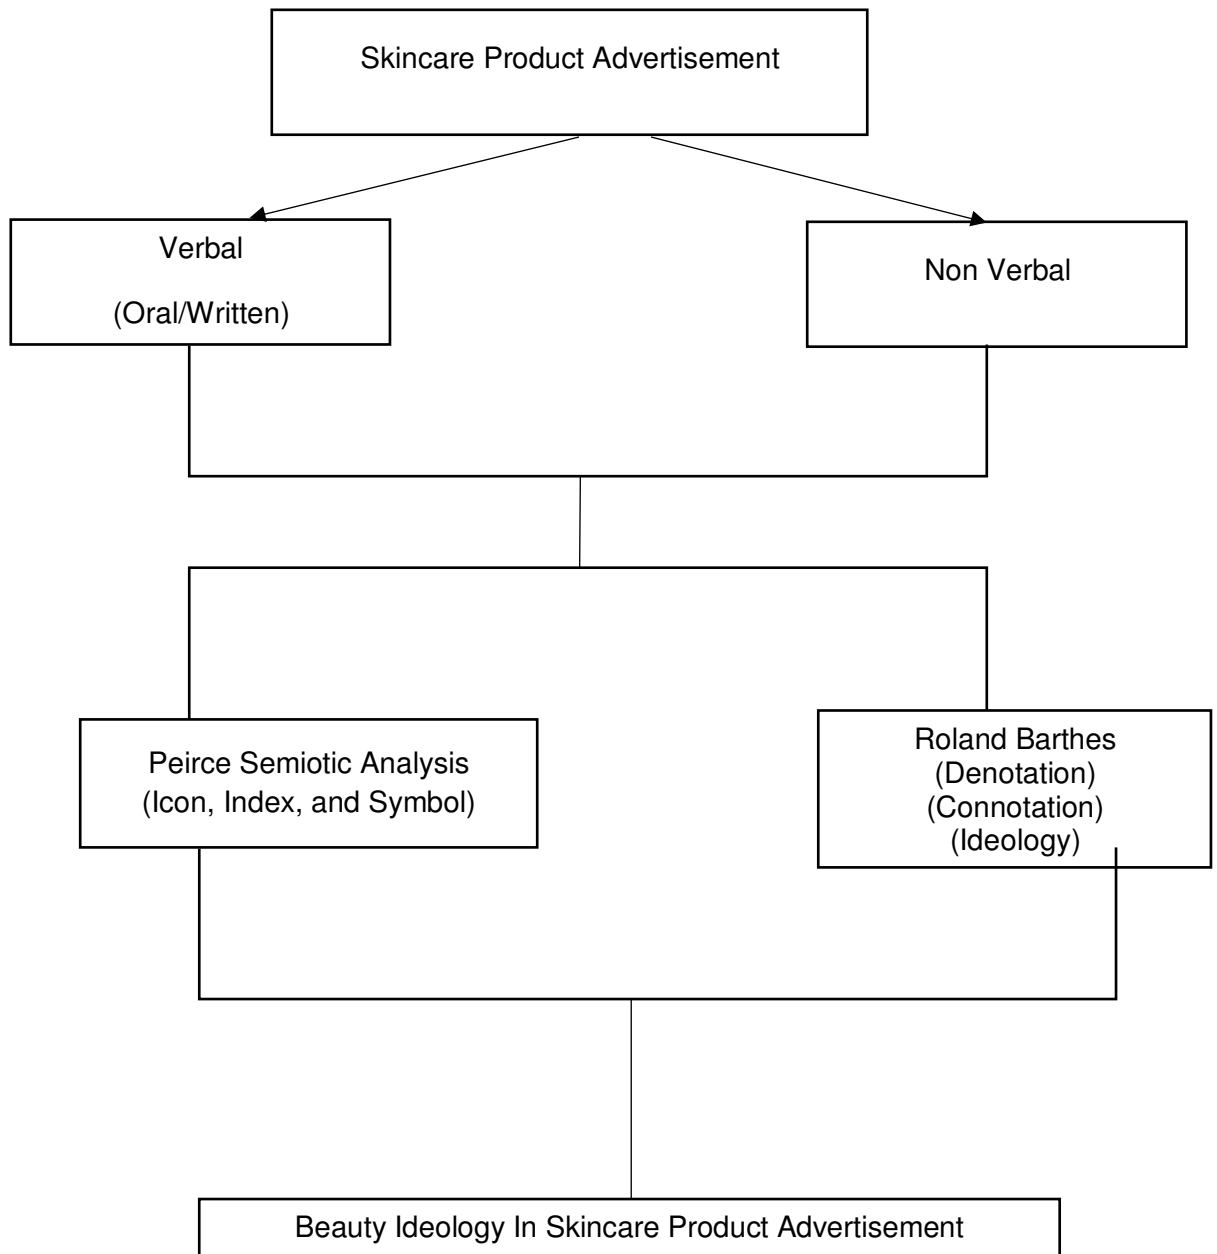 Skincare Product Advertisement
Verbal
(Oral/Written)
Non Verbal
Peirce Semiotic Analysis
(Icon, Index, and Symbol)
Roland Barthes
(Denotation)
(Connotation)
(Ideology)
Beauty Ideology In Skincare Product Advertisement